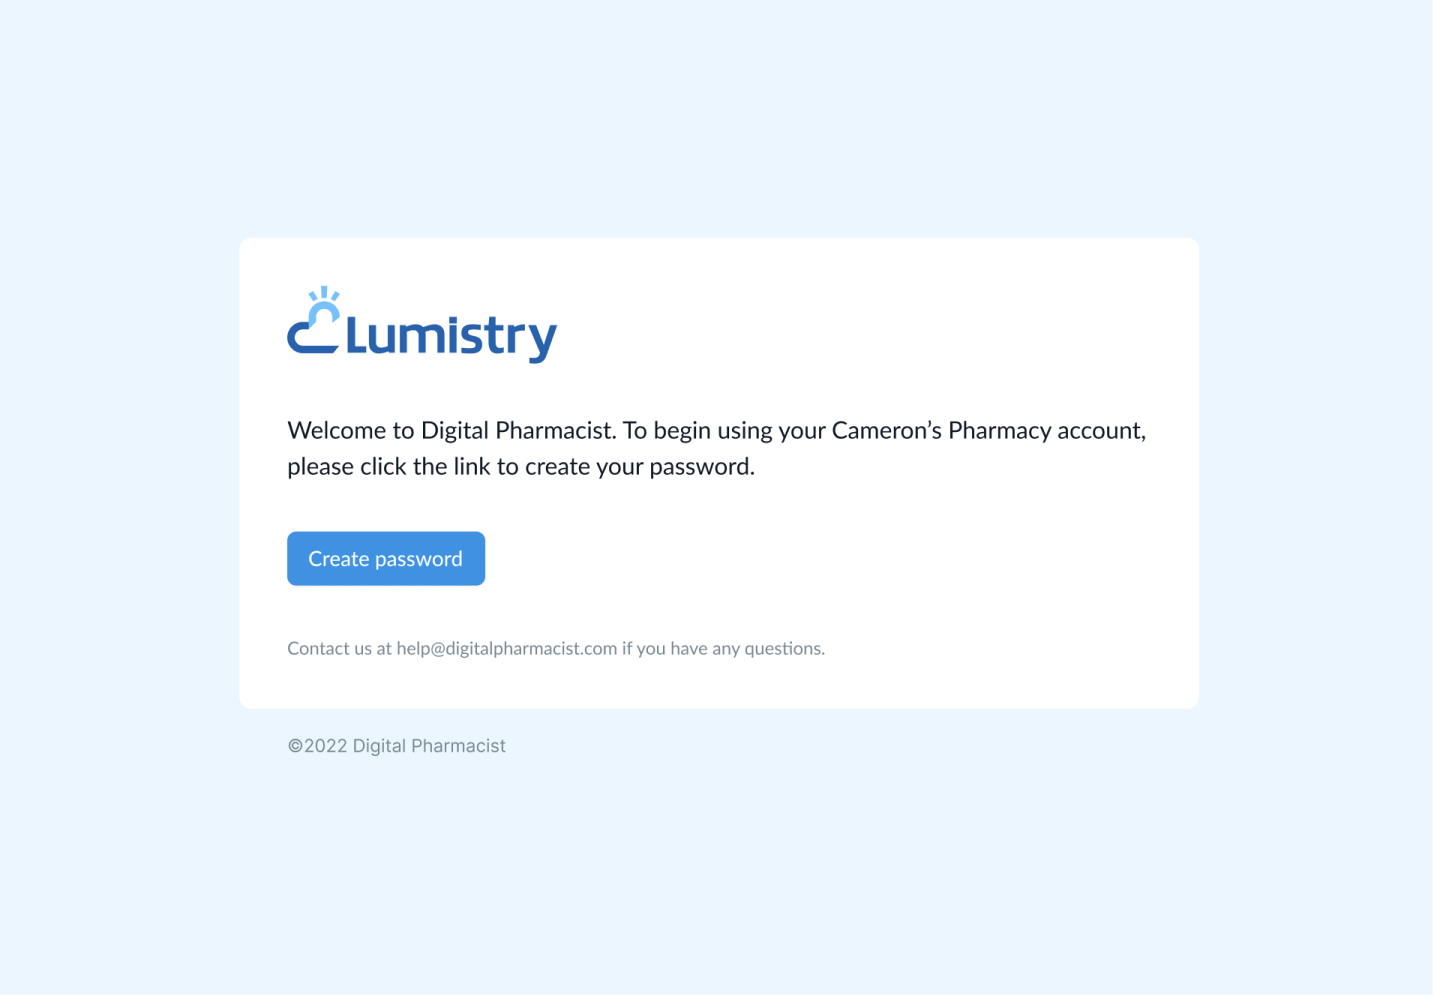 Lumistry
Welcome to Digital Pharmacist. To begin using your Cameron’s Pharmacy account,
please click the link to create your password.
Create password
Contact us at help@digitalpharmacist.com if you have any questions.
©2022 Digital Pharmacist